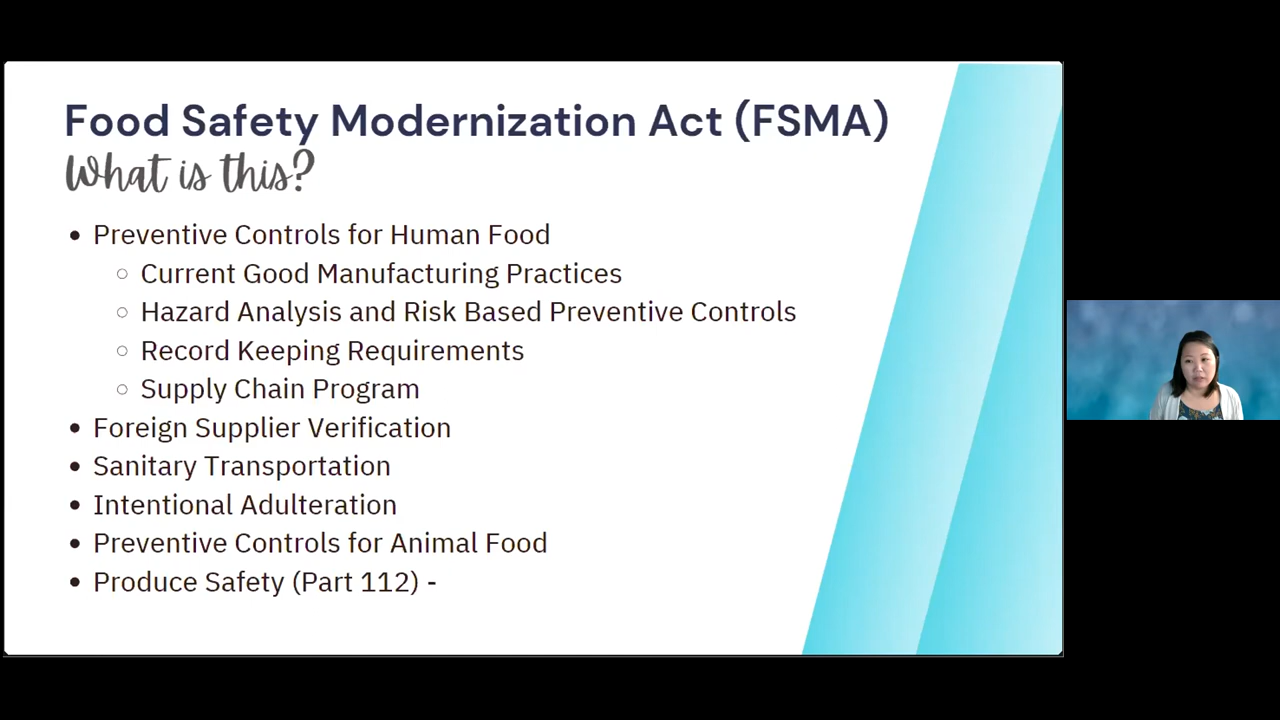 Food Safety Modernization Act (FSMA)
What is this?
Preventive Controls for Human Food
Current Good Manufacturing Practices
Hazard Analysis and Risk Based Preventive Controls
Record Keeping Requirements
Supply Chain Program
Foreign Supplier Verification
Sanitary Transportation
Intentional Adulteration
Preventive Controls for Animal Food
Produce Safety (Part 112) -